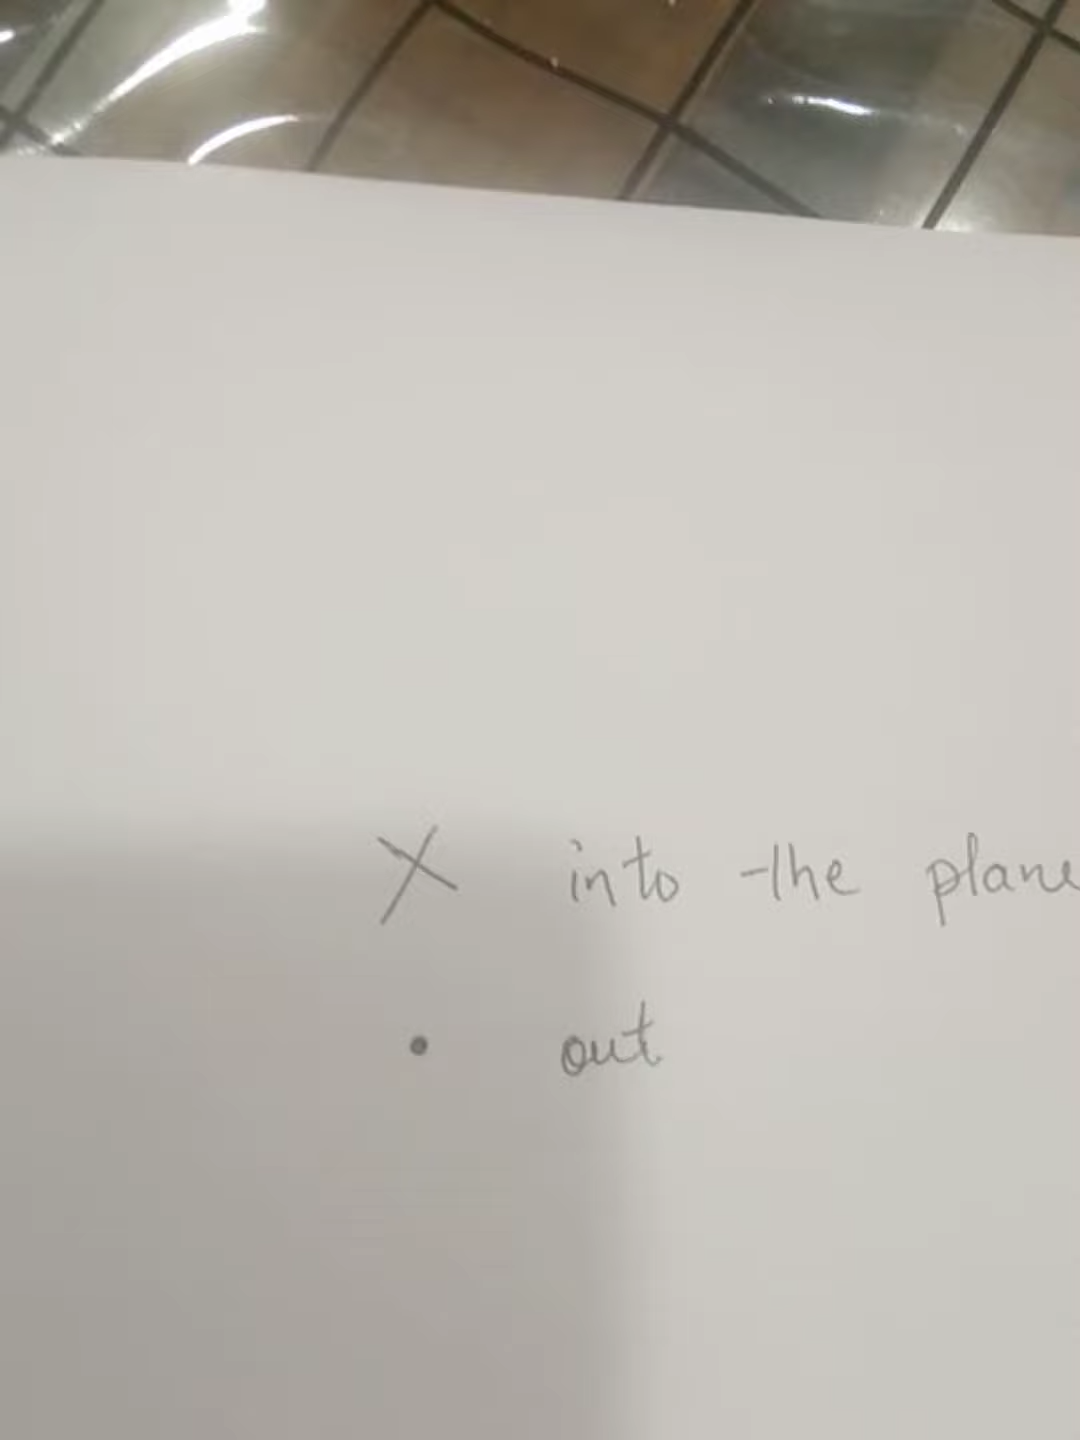 X into the plane
• out